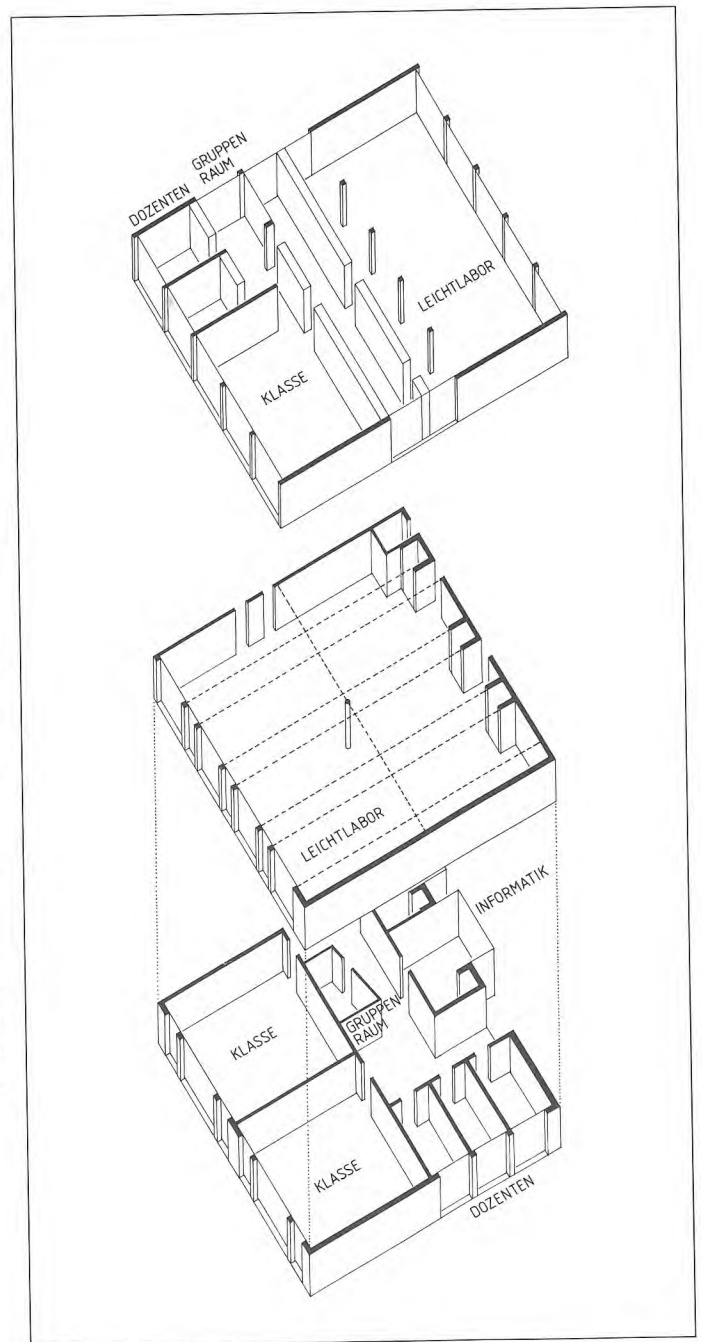 DOZENTEN
GRUPPEN
RAUM
LEICHTLABOR
KLASSE
LEICHTLABOR
INFORMATIK
KLASSE
GRUPPEN
RAUM
KLASSE
DOZENTEN